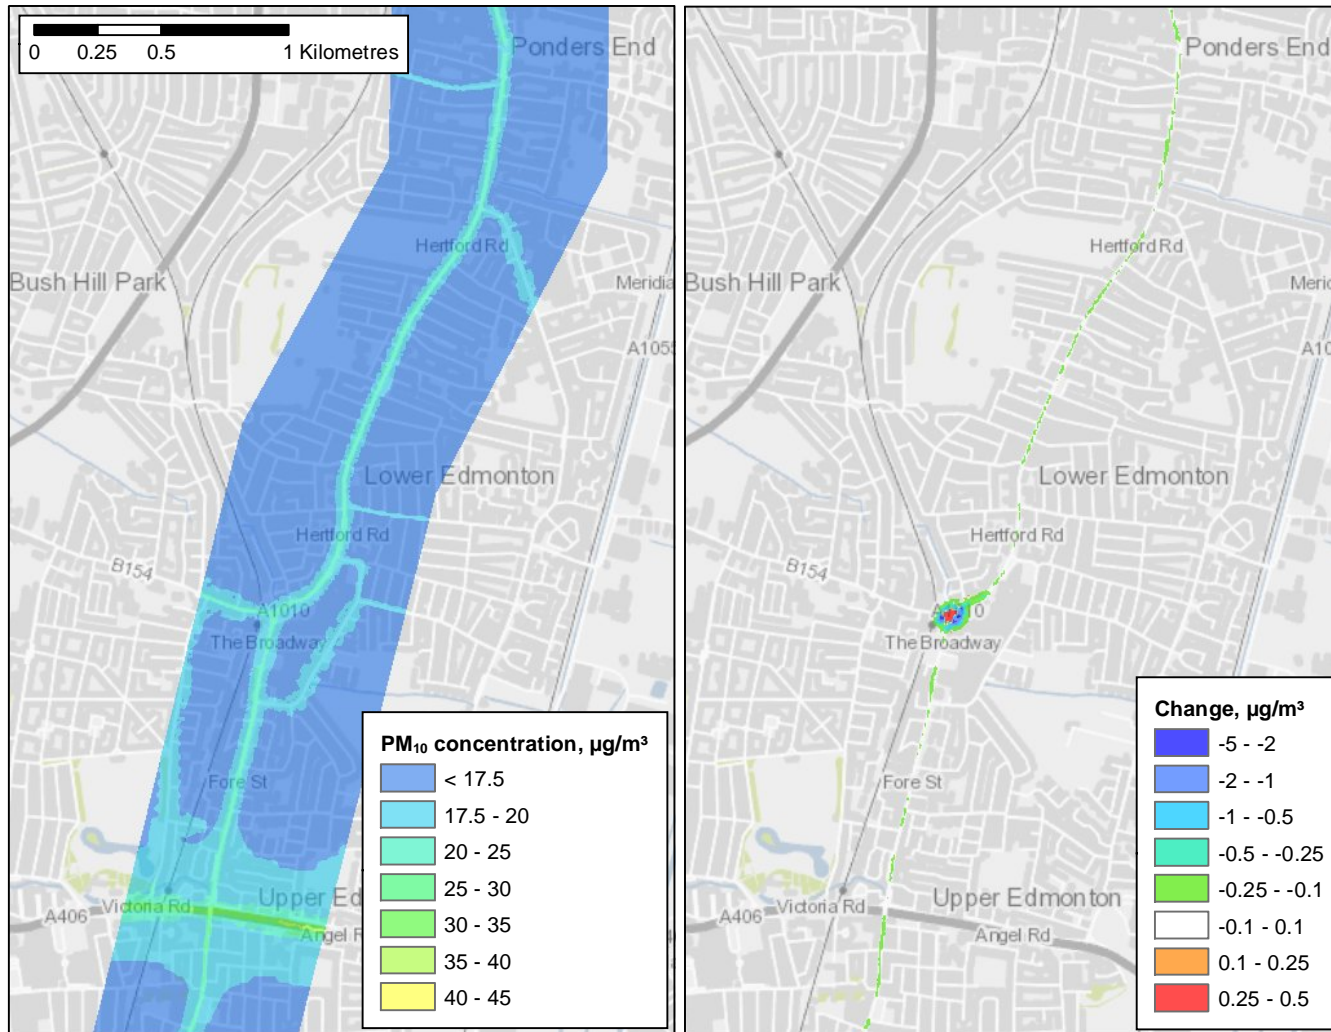 0 0.25 0.5 1 Kilometres
Ponders End
Hertford Rd
Bush Hill Park
Meridia
A1055
Lower Edmonton
Hertford Rd
B154
A1010
The Broadway
Fore St
Upper Ed
A406
Victoria Rd
Angel R
PM₁₀ concentration, µg/m³
< 17.5
17.5 - 20
20 - 25
25 - 30
30 - 35
35 - 40
40 - 45
Ponders End
Hertford Rd
Bush Hill Park
Meric
A10
Lower Edmonton
Hertford Rd
B154
The Broadway
Fore St
Upper Edmonton
A406
Victoria Rd
Angel Rd
Change, µg/m³
-5 - -2
-2 - -1
-1 - -0.5
-0.5 - -0.25
-0.25 - -0.1
-0.1 - 0.1
0.1 - 0.25
0.25 - 0.5